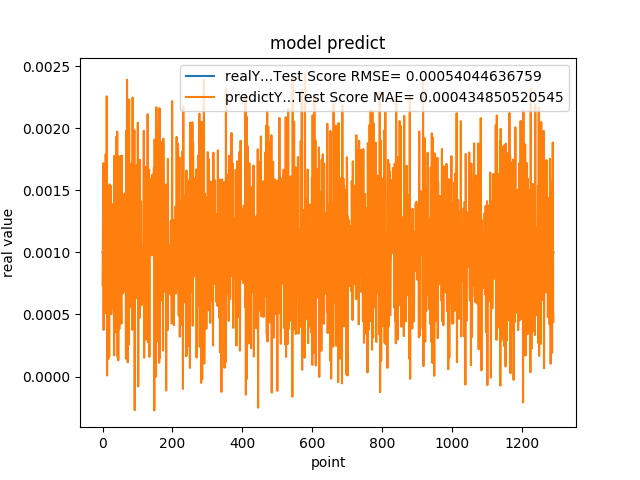 model predict
realY...Test Score RMSE= 0.00054044636759
predictY...Test Score MAE= 0.000434850520545
0.0025
0.0020
0.0015
0.0010
0.0005
0.0000
real value
0 200 400 600 800 1000 1200
point